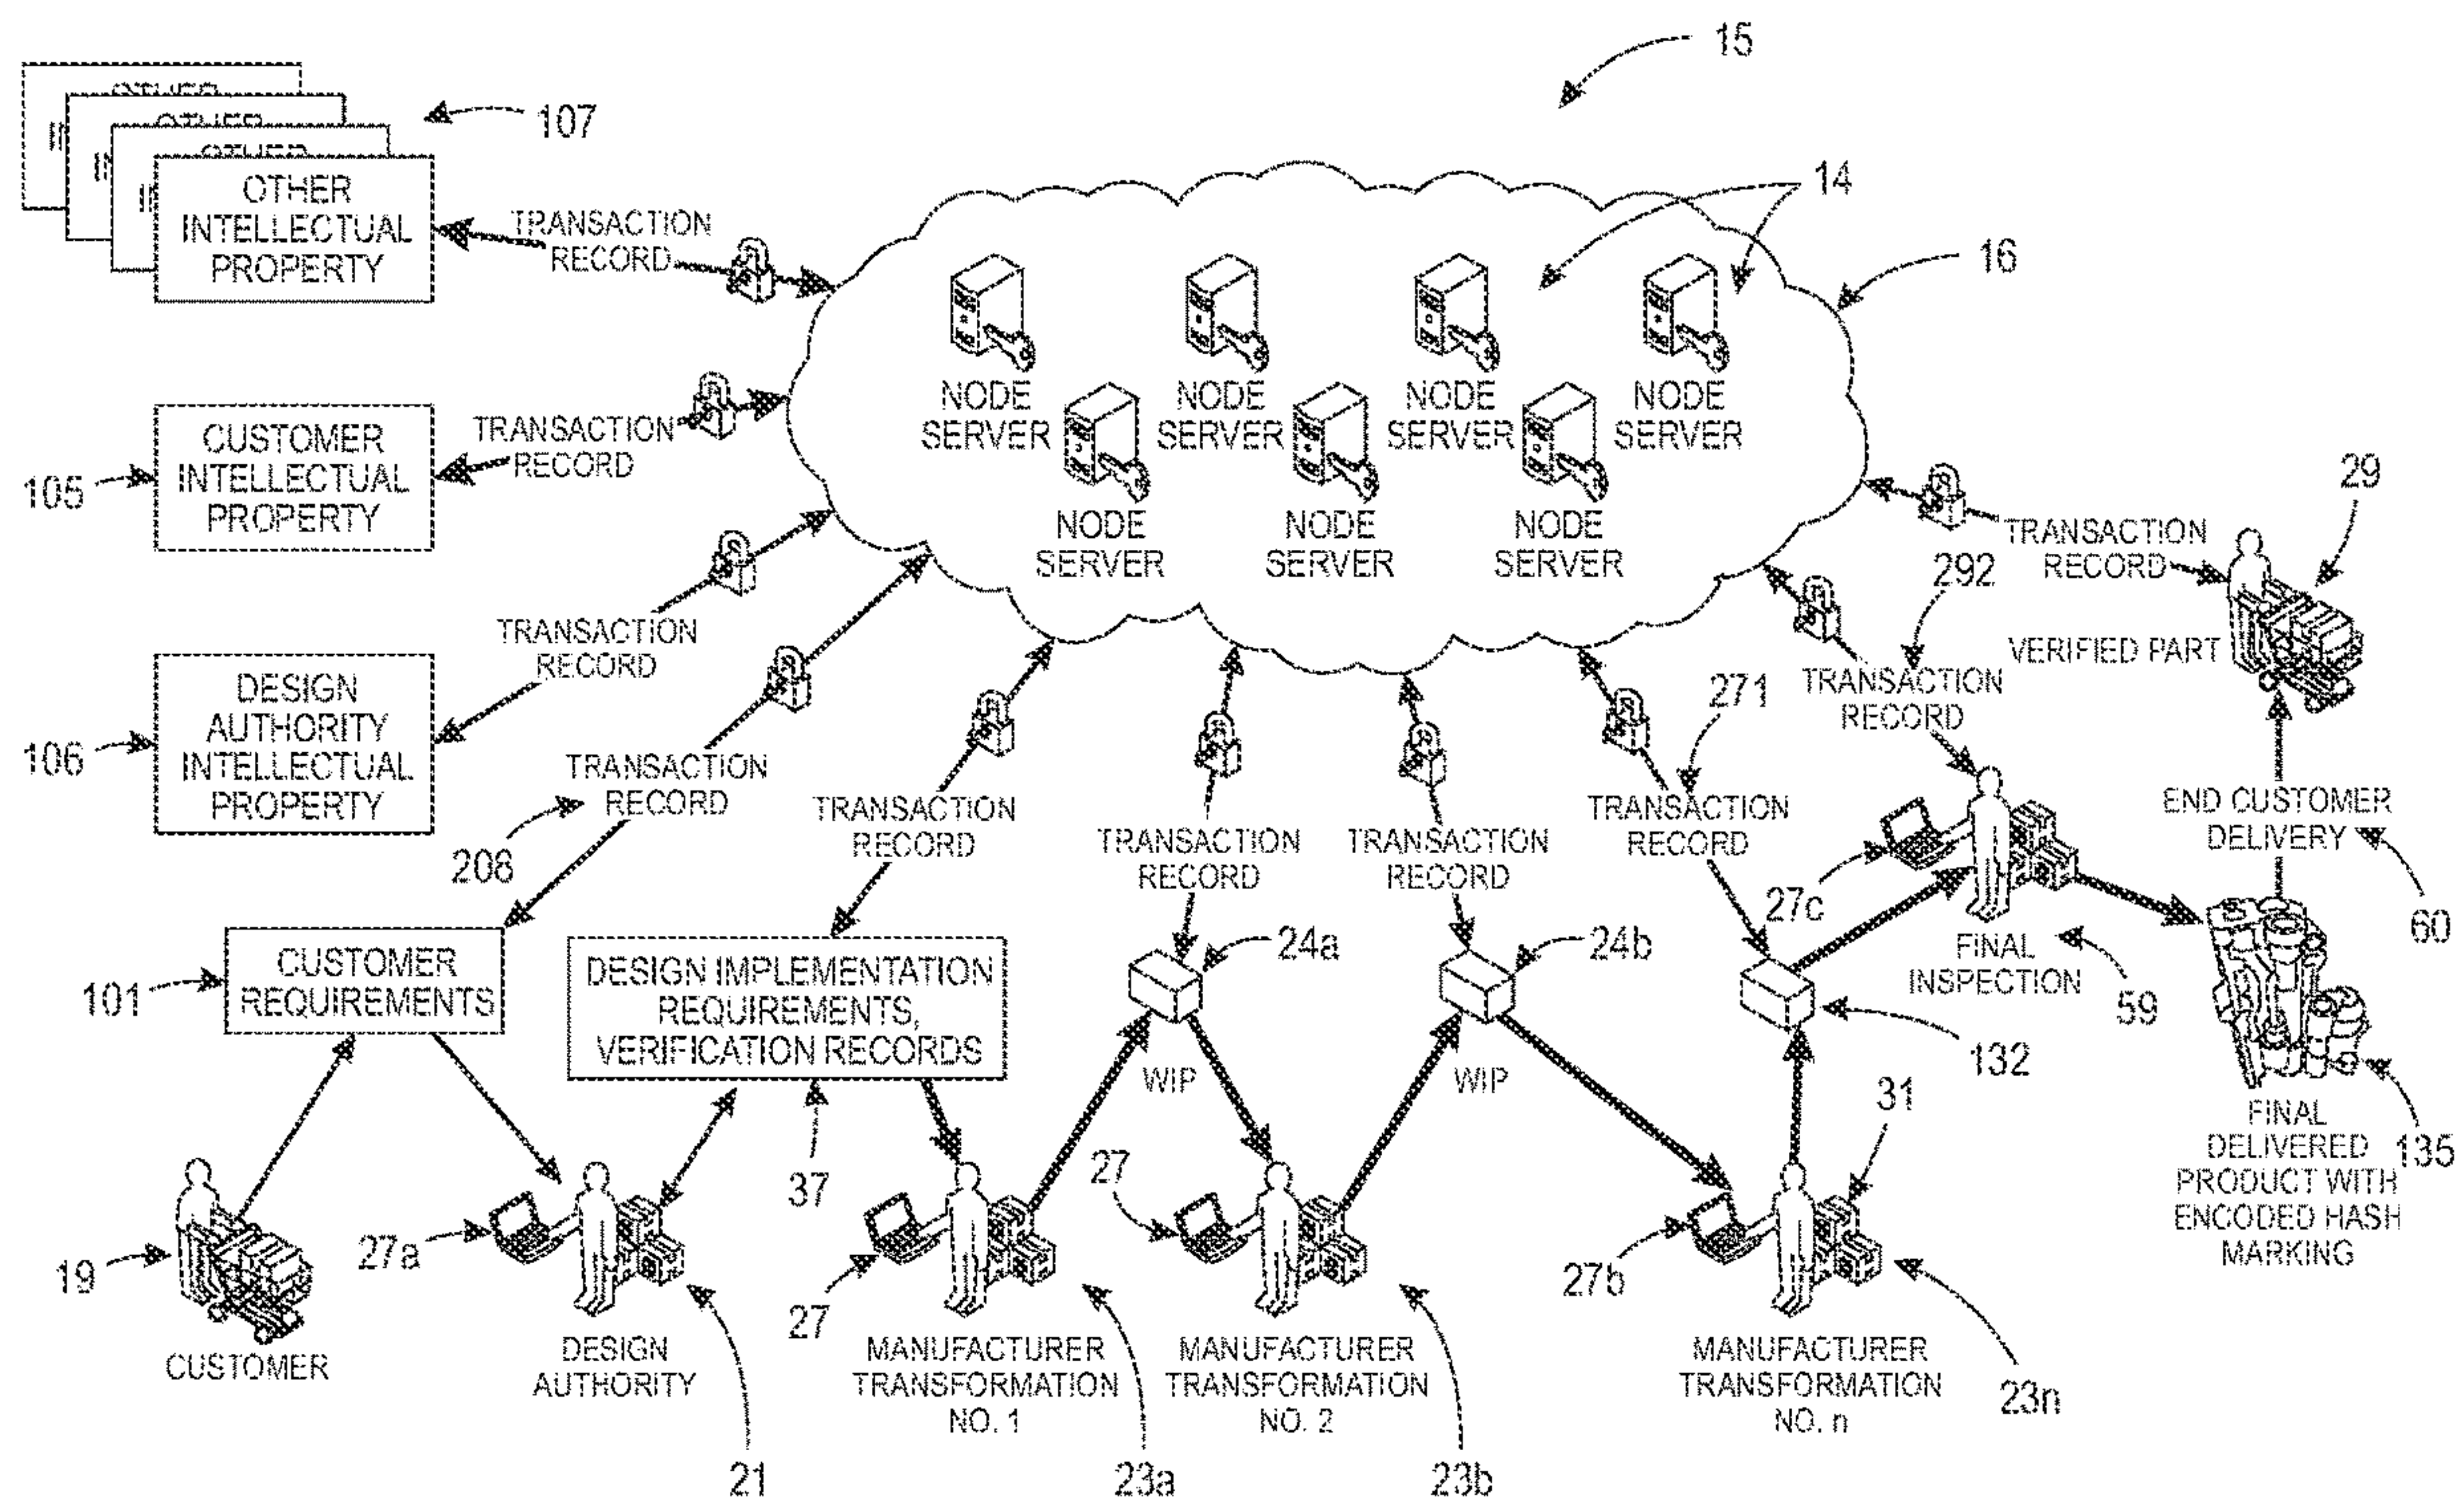 15
107
OTHER
OTHER
OTHER
OTHER
INTELLECTUAL
PROPERTY
TRANSACTION
RECORD
14
16
NODE
SERVER
NODE
SERVER
NODE
SERVER
NODE
SERVER
NODE
SERVER
NODE
SERVER
NODE
SERVER
105
CUSTOMER
INTELLECTUAL
PROPERTY
TRANSACTION
RECORD
29
TRANSACTION
RECORD
VERIFIED PART
292
TRANSACTION
RECORD
106
DESIGN
AUTHORITY
INTELLECTUAL
PROPERTY
TRANSACTION
RECORD
TRANSACTION
RECORD
208
TRANSACTION
RECORD
TRANSACTION
RECORD
TRANSACTION
RECORD
271
TRANSACTION
RECORD
END CUSTOMER
DELIVERY
60
27c
FINAL
INSPECTION
59
101
CUSTOMER
REQUIREMENTS
DESIGN IMPLEMENTATION
REQUIREMENTS,
VERIFICATION RECORDS
37
24a
WIP
24b
WIP
132
31
135
FINAL
DELIVERED
PRODUCT WITH
ENCODED HASH
MARKING
19
CUSTOMER
27a
DESIGN
AUTHORITY
21
27
MANUFACTURER
TRANSFORMATION
NO. 1
23a
27
MANUFACTURER
TRANSFORMATION
NO. 2
23b
27b
MANUFACTURER
TRANSFORMATION
NO. n
23n